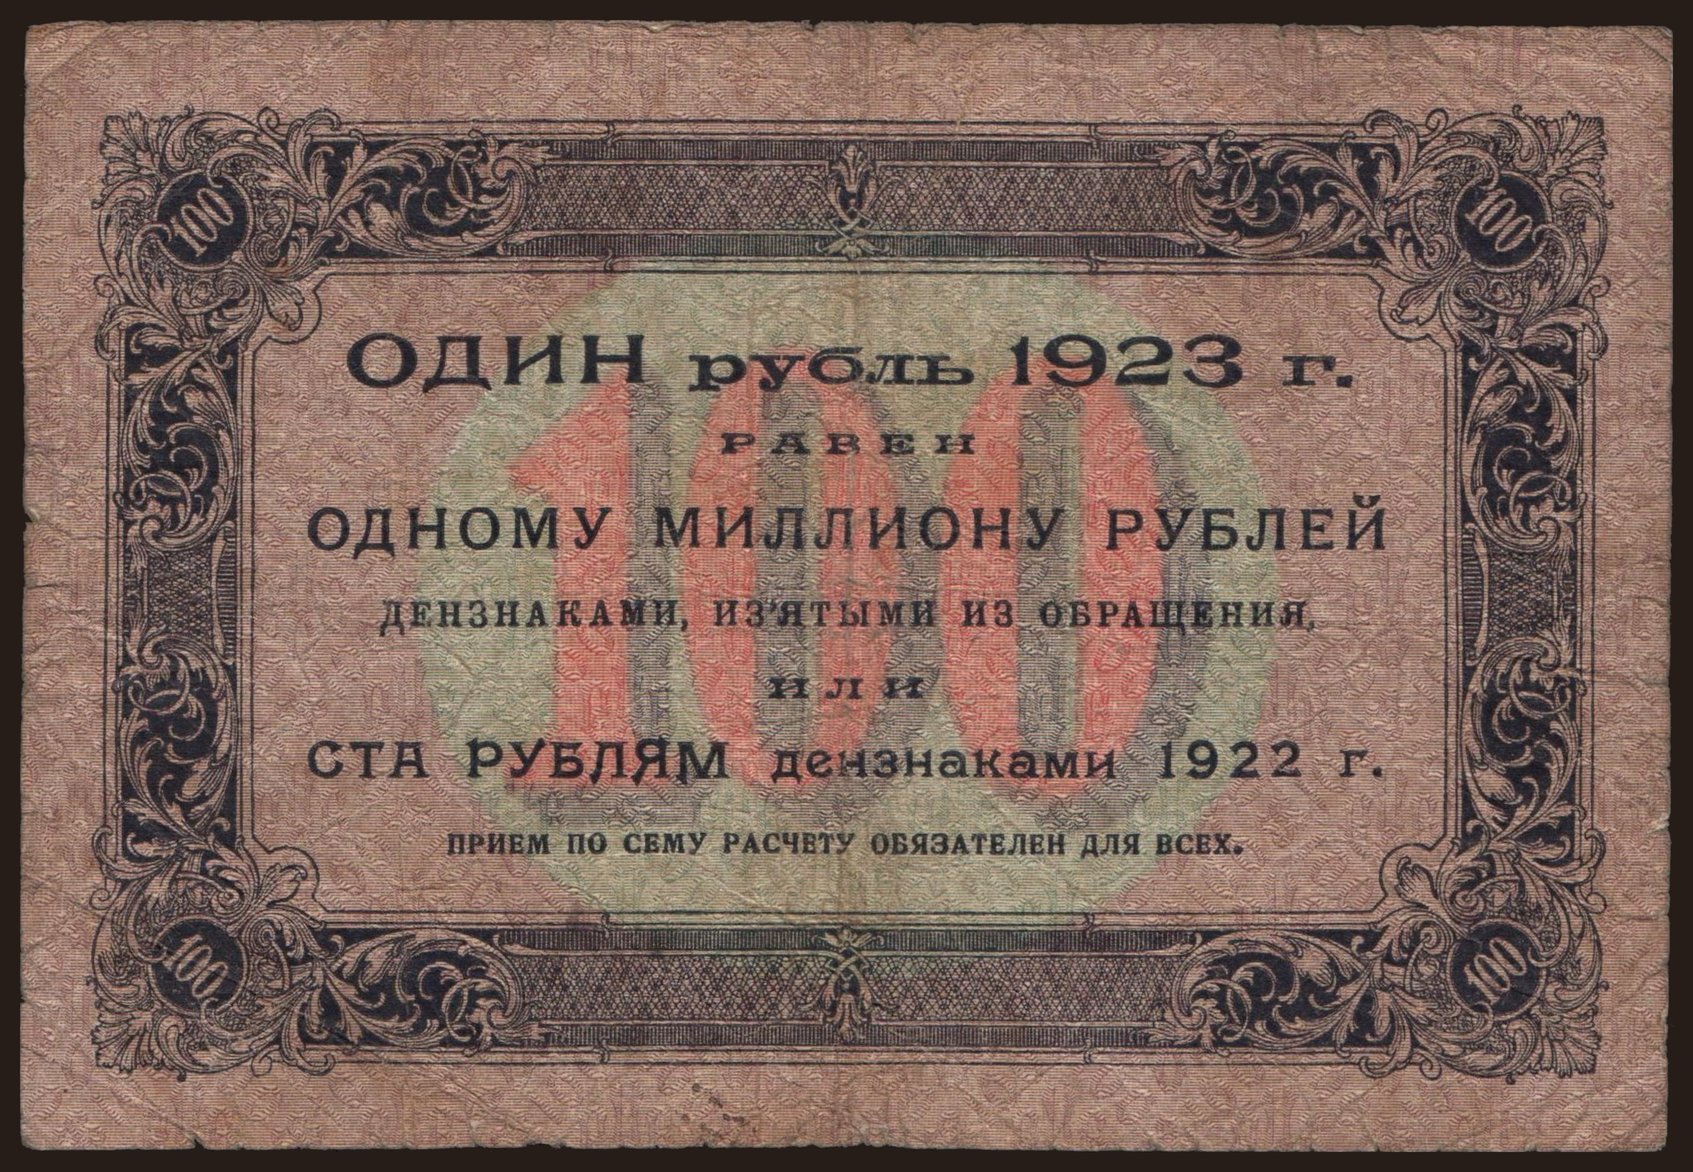 100 100
ОДИН рубль 1923 г.
РАВЕН
ОДНОМУ МИЛЛИОНУ РУБЛЕЙ
ДЕНЗНАКАМИ, ИЗ'ЯТЫМИ ИЗ ОБРАЩЕНИЯ,
ИЛИ
100
СТА РУБЛЯМ дензнаками 1922 г.
ПРИЕМ ПО СЕМУ РАСЧЕТУ ОБЯЗАТЕЛЕН ДЛЯ ВСЕХ.
100 100